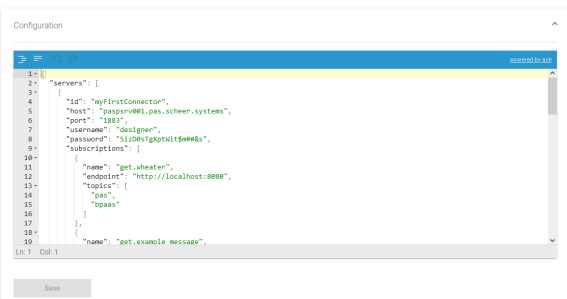 Configuration
powered by ace
1 {
2 "servers": [
3 {
4 "id": "myFirstConnector",
5 "host": "paspsrv001.pas.scheer.systems",
6 "port": "1883",
7 "username": "designer",
8 "password": "5izD0sTgXptWit$m##&s",
9 "subscriptions": [
10 {
11 "name": "get.wheater",
12 "endpoint": "http://localhost:8080",
13 "topics": [
14 "pas",
15 "bpaas"
16 ]
17 },
18 {
19 "name": "get.example message",
Ln: 1 Col: 1
Save